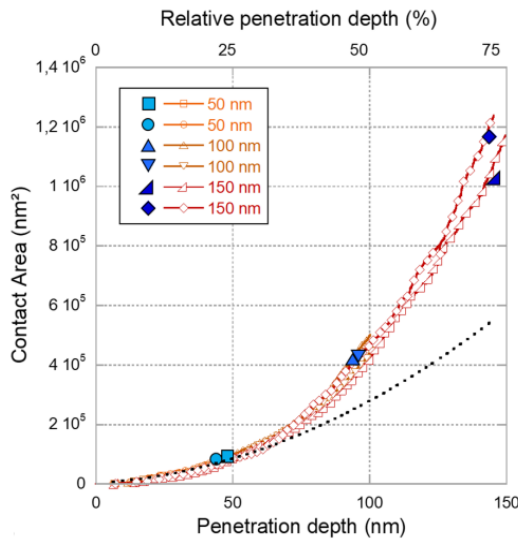 Relative penetration depth (%)
0 25 50 75
1,4 10⁶
1,2 10⁶
1 10⁶
8 10⁵
6 10⁵
4 10⁵
2 10⁵
0
Contact Area (nm²)
50 nm
50 nm
100 nm
100 nm
150 nm
150 nm
0 50 100 150
Penetration depth (nm)